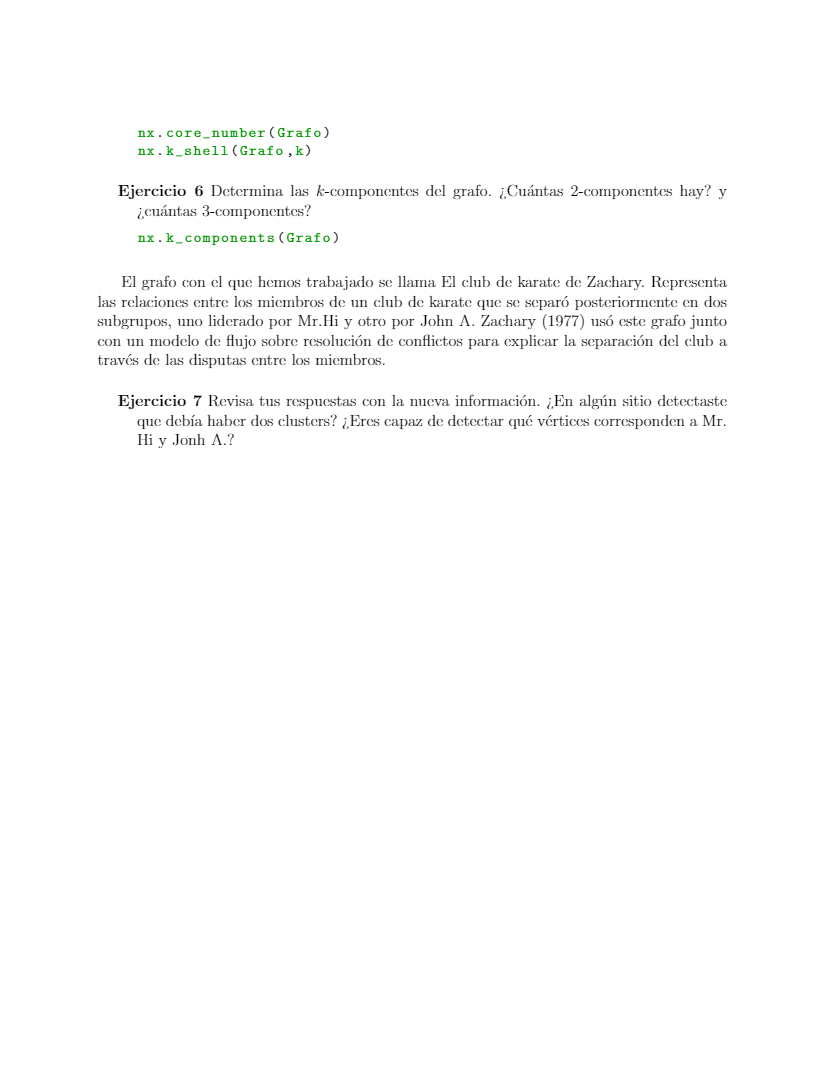 nx.core_number(Grafo)
nx.k_shell(Grafo,k)
Ejercicio 6 Determina las k-componentes del grafo. ¿Cuántas 2-componentes hay? y
¿cuántas 3-componentes?
nx.k_components(Grafo)
El grafo con el que hemos trabajado se llama El club de karate de Zachary. Representa
las relaciones entre los miembros de un club de karate que se separó posteriormente en dos
subgrupos, uno liderado por Mr.Hi y otro por John A. Zachary (1977) usó este grafo junto
con un modelo de flujo sobre resolución de conflictos para explicar la separación del club a
través de las disputas entre los miembros.
Ejercicio 7 Revisa tus respuestas con la nueva información. ¿En algún sitio detectaste
que debía haber dos clusters? ¿Eres capaz de detectar qué vértices corresponden a Mr.
Hi y Jonh A.?